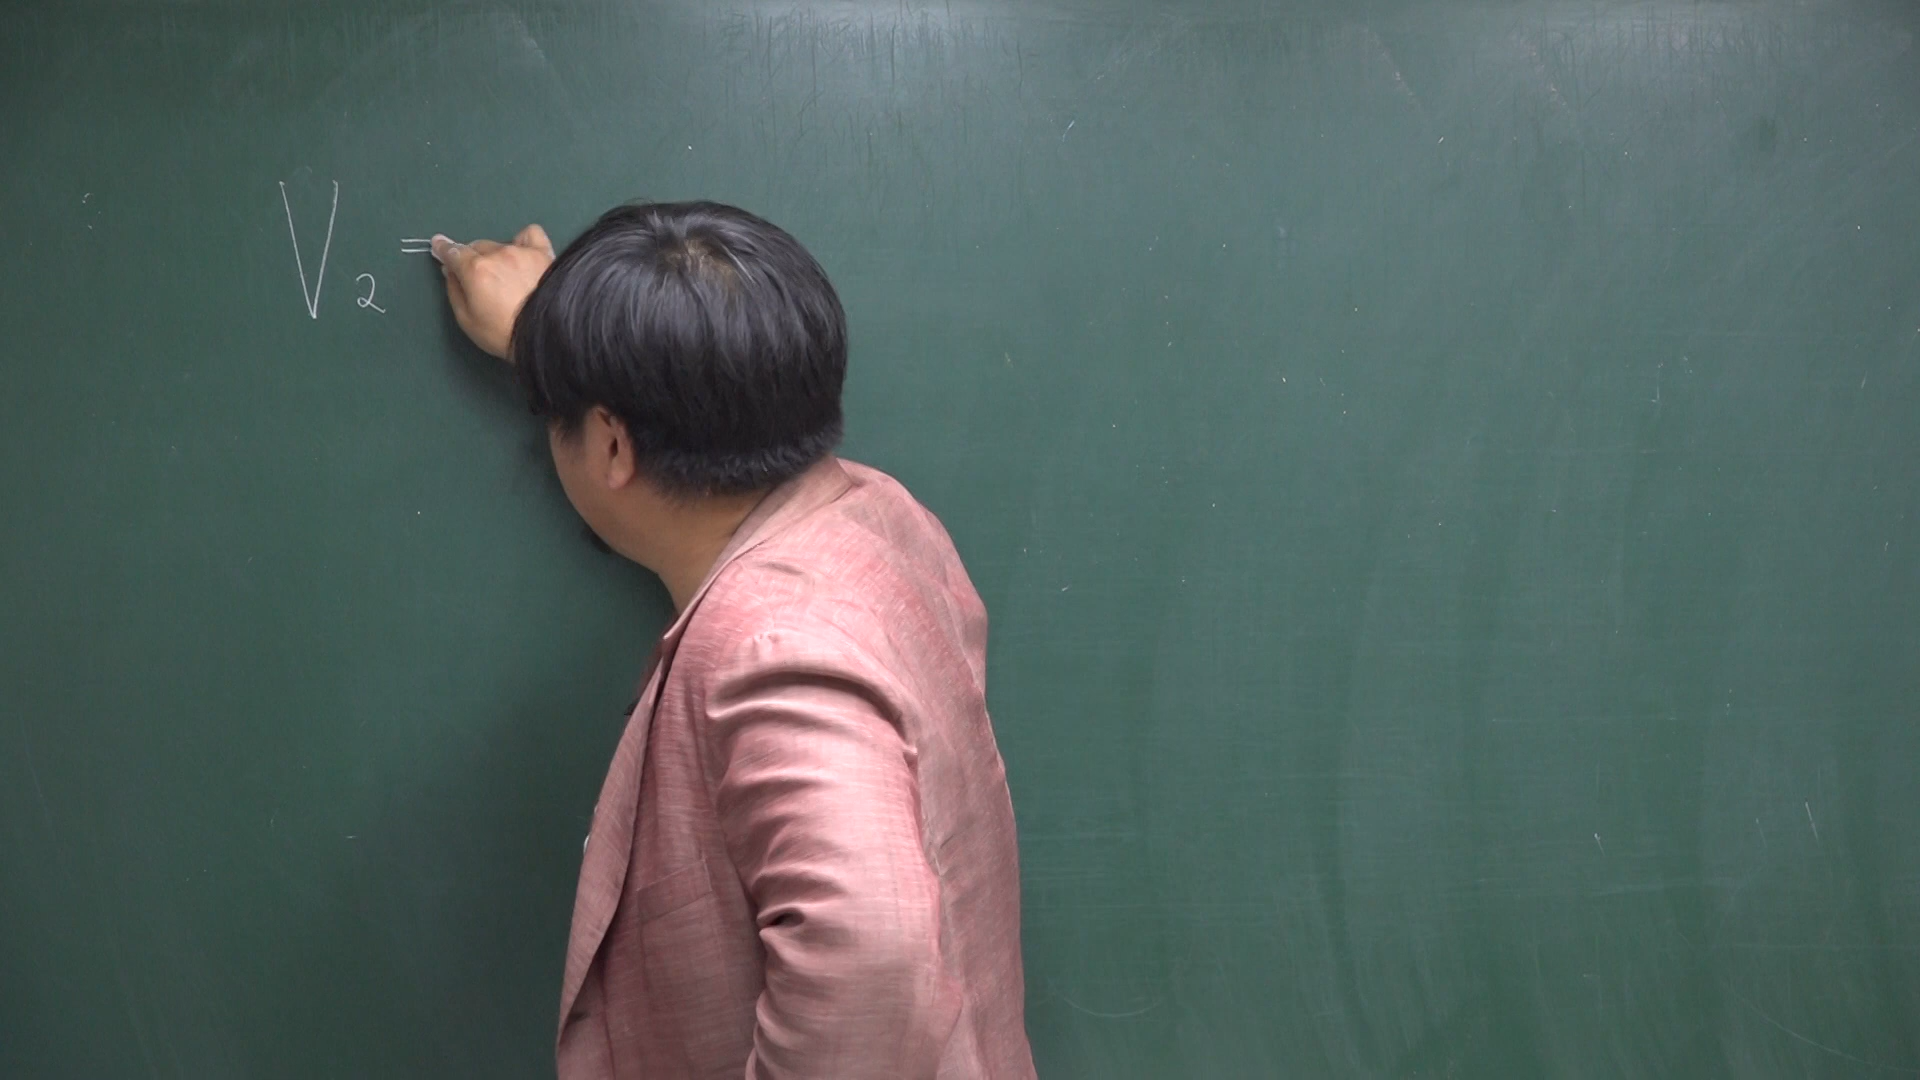 V₂ =